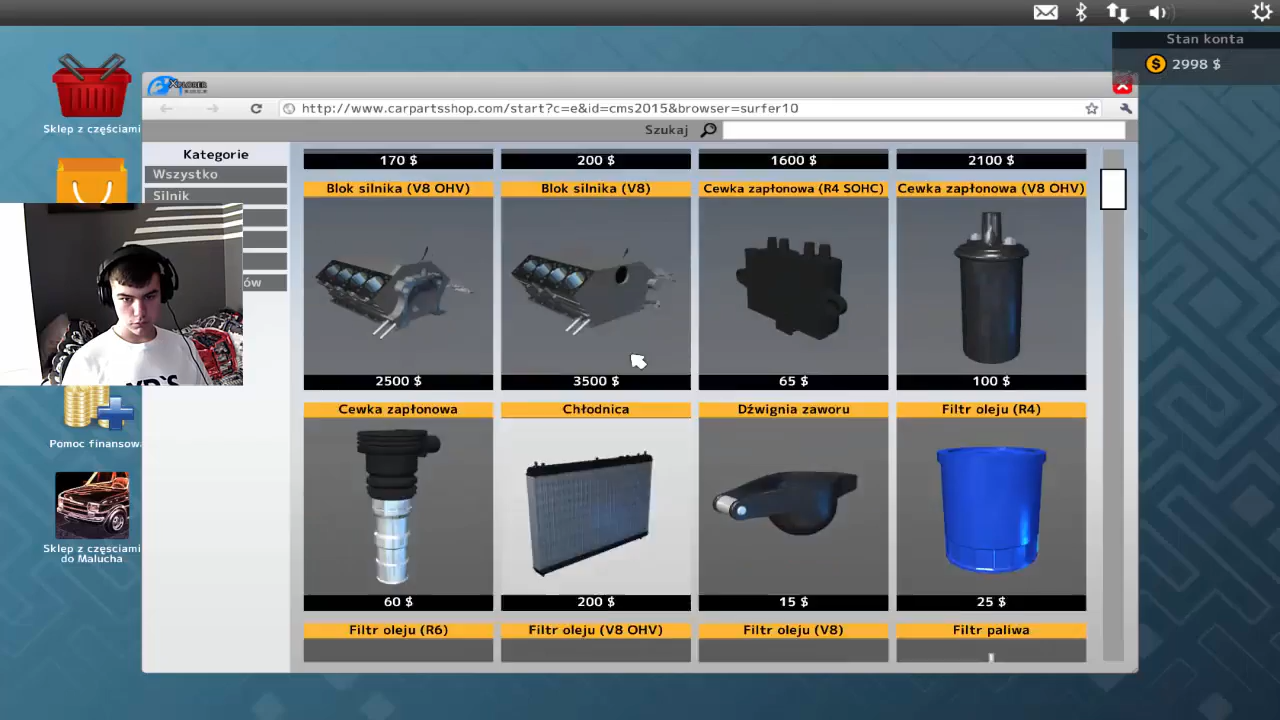 Stan konta
2998 $
Sklep z częściami
XPLORER
http://www.carpartsshop.com/start?c=e&id=cms2015&browser=surfer10
Szukaj
Kategorie
Wszystko
Silnik
ów
170 $
200 $
1600 $
2100 $
Blok silnika (V8 OHV)
Blok silnika (V8)
Cewka zapłonowa (R4 SOHC)
Cewka zapłonowa (V8 OHV)
2500 $
3500 $
65 $
100 $
Cewka zapłonowa
Chłodnica
Dźwignia zaworu
Filtr oleju (R4)
60 $
200 $
15 $
25 $
Filtr oleju (R6)
Filtr oleju (V8 OHV)
Filtr oleju (V8)
Filtr paliwa
Pomoc finansowa
Sklep z częsciami
do Malucha